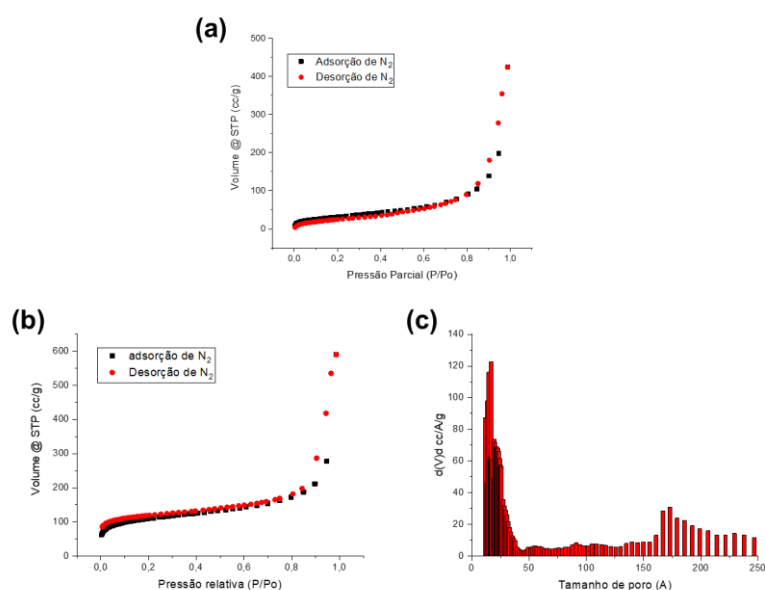 (a)
500
400
300
200
100
0
Volume @ STP (cc/g)
Adsorção de N2
Desorção de N2
0,0 0,2 0,4 0,6 0,8 1,0
Pressão Parcial (P/Po)
(b)
600
500
400
300
200
100
0
Volume @ STP (cc/g)
adsorção de N2
Desorção de N2
0,0 0,2 0,4 0,6 0,8 1,0
Pressão relativa (P/Po)
(c)
140
120
100
80
60
40
20
0
d(V)d cc/A/g
0 50 100 150 200 250
Tamanho de poro (A)